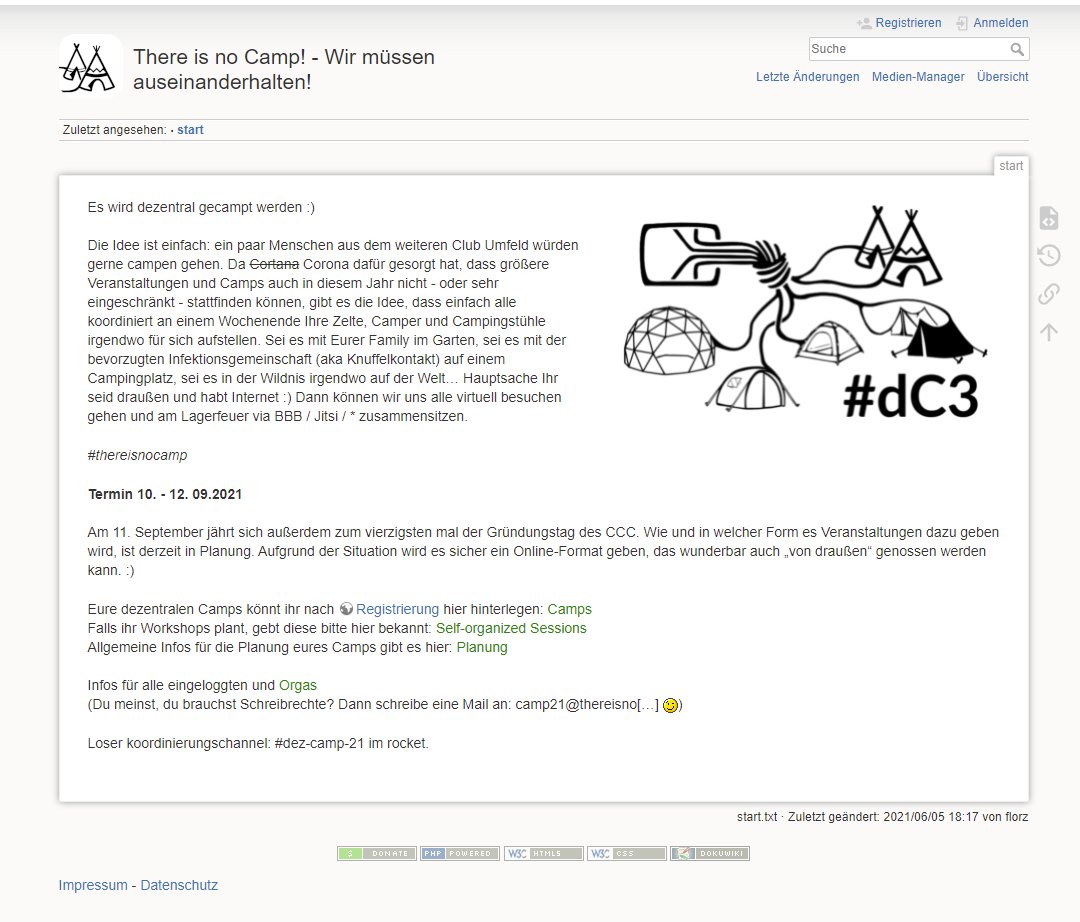 Registrieren Anmelden
There is no Camp! - Wir müssen
auseinanderhalten!
Suche
Letzte Änderungen Medien-Manager Übersicht
Zuletzt angesehen: • start
start
Es wird dezentral gecampt werden :)
Die Idee ist einfach: ein paar Menschen aus dem weiteren Club Umfeld würden
gerne campen gehen. Da Cortana Corona dafür gesorgt hat, dass größere
Veranstaltungen und Camps auch in diesem Jahr nicht - oder sehr
eingeschränkt - stattfinden können, gibt es die Idee, dass einfach alle
koordiniert an einem Wochenende Ihre Zelte, Camper und Campingstühle
irgendwo für sich aufstellen. Sei es mit Eurer Family im Garten, sei es mit der
bevorzugten Infektionsgemeinschaft (aka Knuffelkontakt) auf einem
Campingplatz, sei es in der Wildnis irgendwo auf der Welt… Hauptsache Ihr
seid draußen und habt Internet :) Dann können wir uns alle virtuell besuchen
gehen und am Lagerfeuer via BBB / Jitsi / * zusammensitzen.
#dC3
#thereisnocamp
Termin 10. - 12. 09.2021
Am 11. September jährt sich außerdem zum vierzigsten mal der Gründungstag des CCC. Wie und in welcher Form es Veranstaltungen dazu geben
wird, ist derzeit in Planung. Aufgrund der Situation wird es sicher ein Online-Format geben, das wunderbar auch „von draußen“ genossen werden
kann. :)
Eure dezentralen Camps könnt ihr nach Registrierung hier hinterlegen: Camps
Falls ihr Workshops plant, gebt diese bitte hier bekannt: Self-organized Sessions
Allgemeine Infos für die Planung eures Camps gibt es hier: Planung
Infos für alle eingeloggten und Orgas
(Du meinst, du brauchst Schreibrechte? Dann schreibe eine Mail an: camp21@thereisno[…] )
Loser koordinierungschannel: #dez-camp-21 im rocket.
start.txt · Zuletzt geändert: 2021/06/05 18:17 von florz
$ DONATE PHP POWERED W3C HTML5 W3C CSS DOKUWIKI
Impressum - Datenschutz